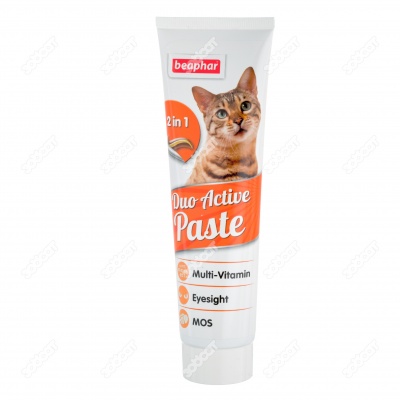 beaphar
2 in 1
Duo Active
Paste
Multi-Vitamin
Eyesight
MOS